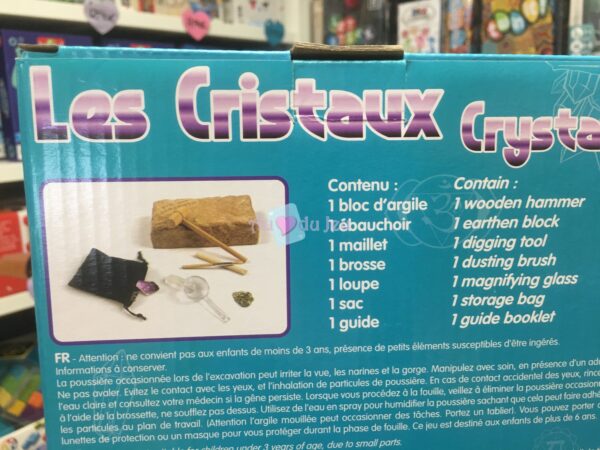 Les Cristaux Crysta
Contenu :
1 bloc d'argile
1 ébauchoir
1 maillet
1 brosse
1 loupe
1 sac
1 guide
Contain :
1 wooden hammer
1 earthen block
1 digging tool
1 dusting brush
1 magnifying glass
1 storage bag
1 guide booklet
FR - Attention : ne convient pas aux enfants de moins de 3 ans, présence de petits éléments susceptibles d'être ingérés.
Informations à conserver.
La poussière occasionnée lors de l'excavation peut irriter la vue, les narines et la gorge. Manipulez avec soin, en présence d'un adu
Ne pas avaler. Evitez le contact avec les yeux, et l'inhalation de particules de poussière. En cas de contact accidentel des yeux, rince
l'eau claire et consultez votre médecin si la gêne persiste. Lorsque vous procédez à la fouille, veillez à éliminer la poussière occasion
à l'aide de la brossette, ne soufflez pas dessus. Utilisez de l'eau en spray pour humidifier la poussière sachant que cela peut faire adhé
les particules au plan de travail. (Attention l'argile mouillée peut occasionner des tâches. Portez un tablier). Vous pouvez porter d
lunettes de protection ou un masque pour vous protéger durant la phase de fouille. Ce jeu est destiné aux enfants de plus de 6 ans.
for children under 3 years of age, due to small parts.